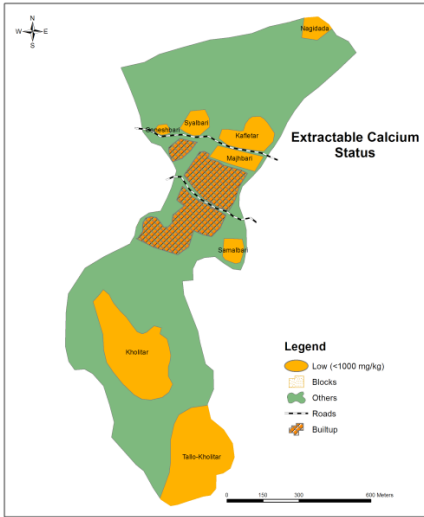 N
W E
S
Nagidada
Syalbari
Ganeshbari
Kafletar
Majhbari
Extractable Calcium
Status
Samalbari
Kholitar
Tallo-Kholitar
Legend
Low (<1000 mg/kg)
Blocks
Others
Roads
Builtup
0 150 300 600 Meters